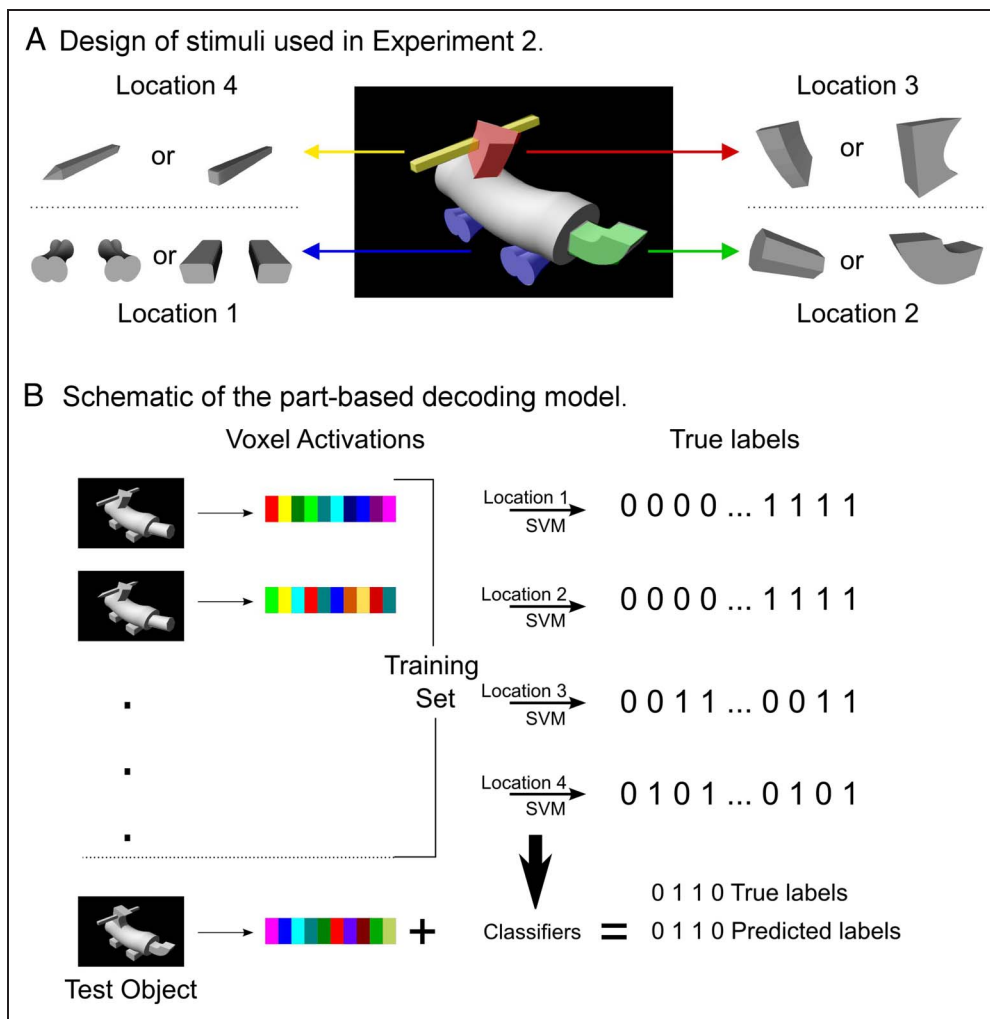 A Design of stimuli used in Experiment 2.
Location 4
Location 3
or
or
or
or
Location 1
Location 2
B Schematic of the part-based decoding model.
Voxel Activations
True labels
Location 1
SVM
0 0 0 0 ... 1 1 1 1
Location 2
SVM
0 0 0 0 ... 1 1 1 1
Training
Set
Location 3
SVM
0 0 1 1 ... 0 0 1 1
Location 4
SVM
0 1 0 1 ... 0 1 0 1
+
Classifiers
=
0 1 1 0 True labels
0 1 1 0 Predicted labels
Test Object